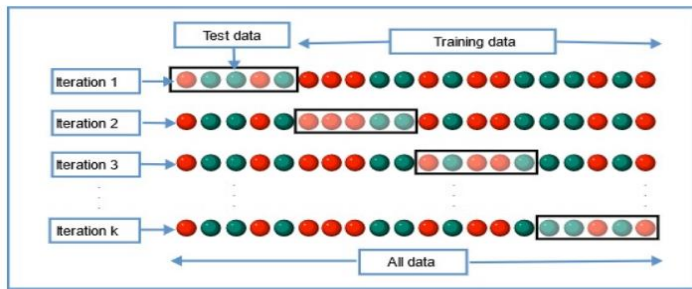 Test data
Training data
Iteration 1
Iteration 2
Iteration 3
Iteration k
All data